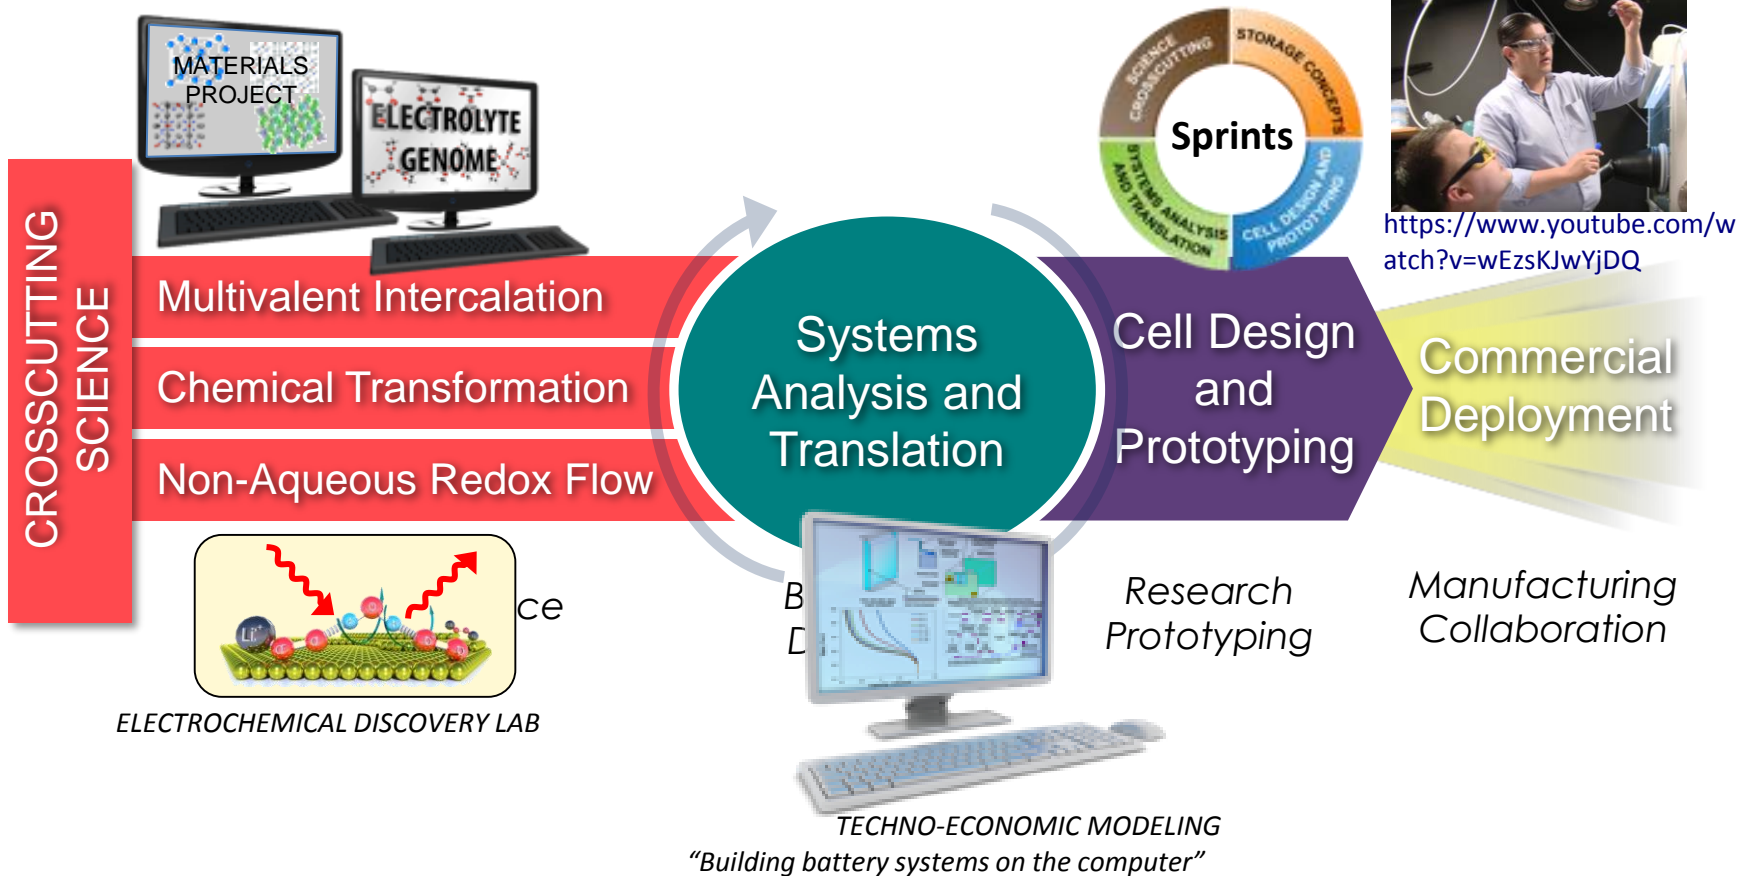 MATERIALS
PROJECT
ELECTROLYTE
GENOME
SCIENCE
CROSSCUTTING
STORAGE CONCEPTS
Sprints
SYSTEMS ANALYSIS
AND TRANSLATION
CELL DESIGN AND
PROTOTYPING
https://www.youtube.com/w
atch?v=wEzsKJwYjDQ
CROSSCUTTING
SCIENCE
Multivalent Intercalation
Chemical Transformation
Non-Aqueous Redox Flow
Systems
Analysis and
Translation
Cell Design
and
Prototyping
Commercial
Deployment
Li+
ce
B
D
Research
Prototyping
Manufacturing
Collaboration
ELECTROCHEMICAL DISCOVERY LAB
TECHNO-ECONOMIC MODELING
“Building battery systems on the computer”